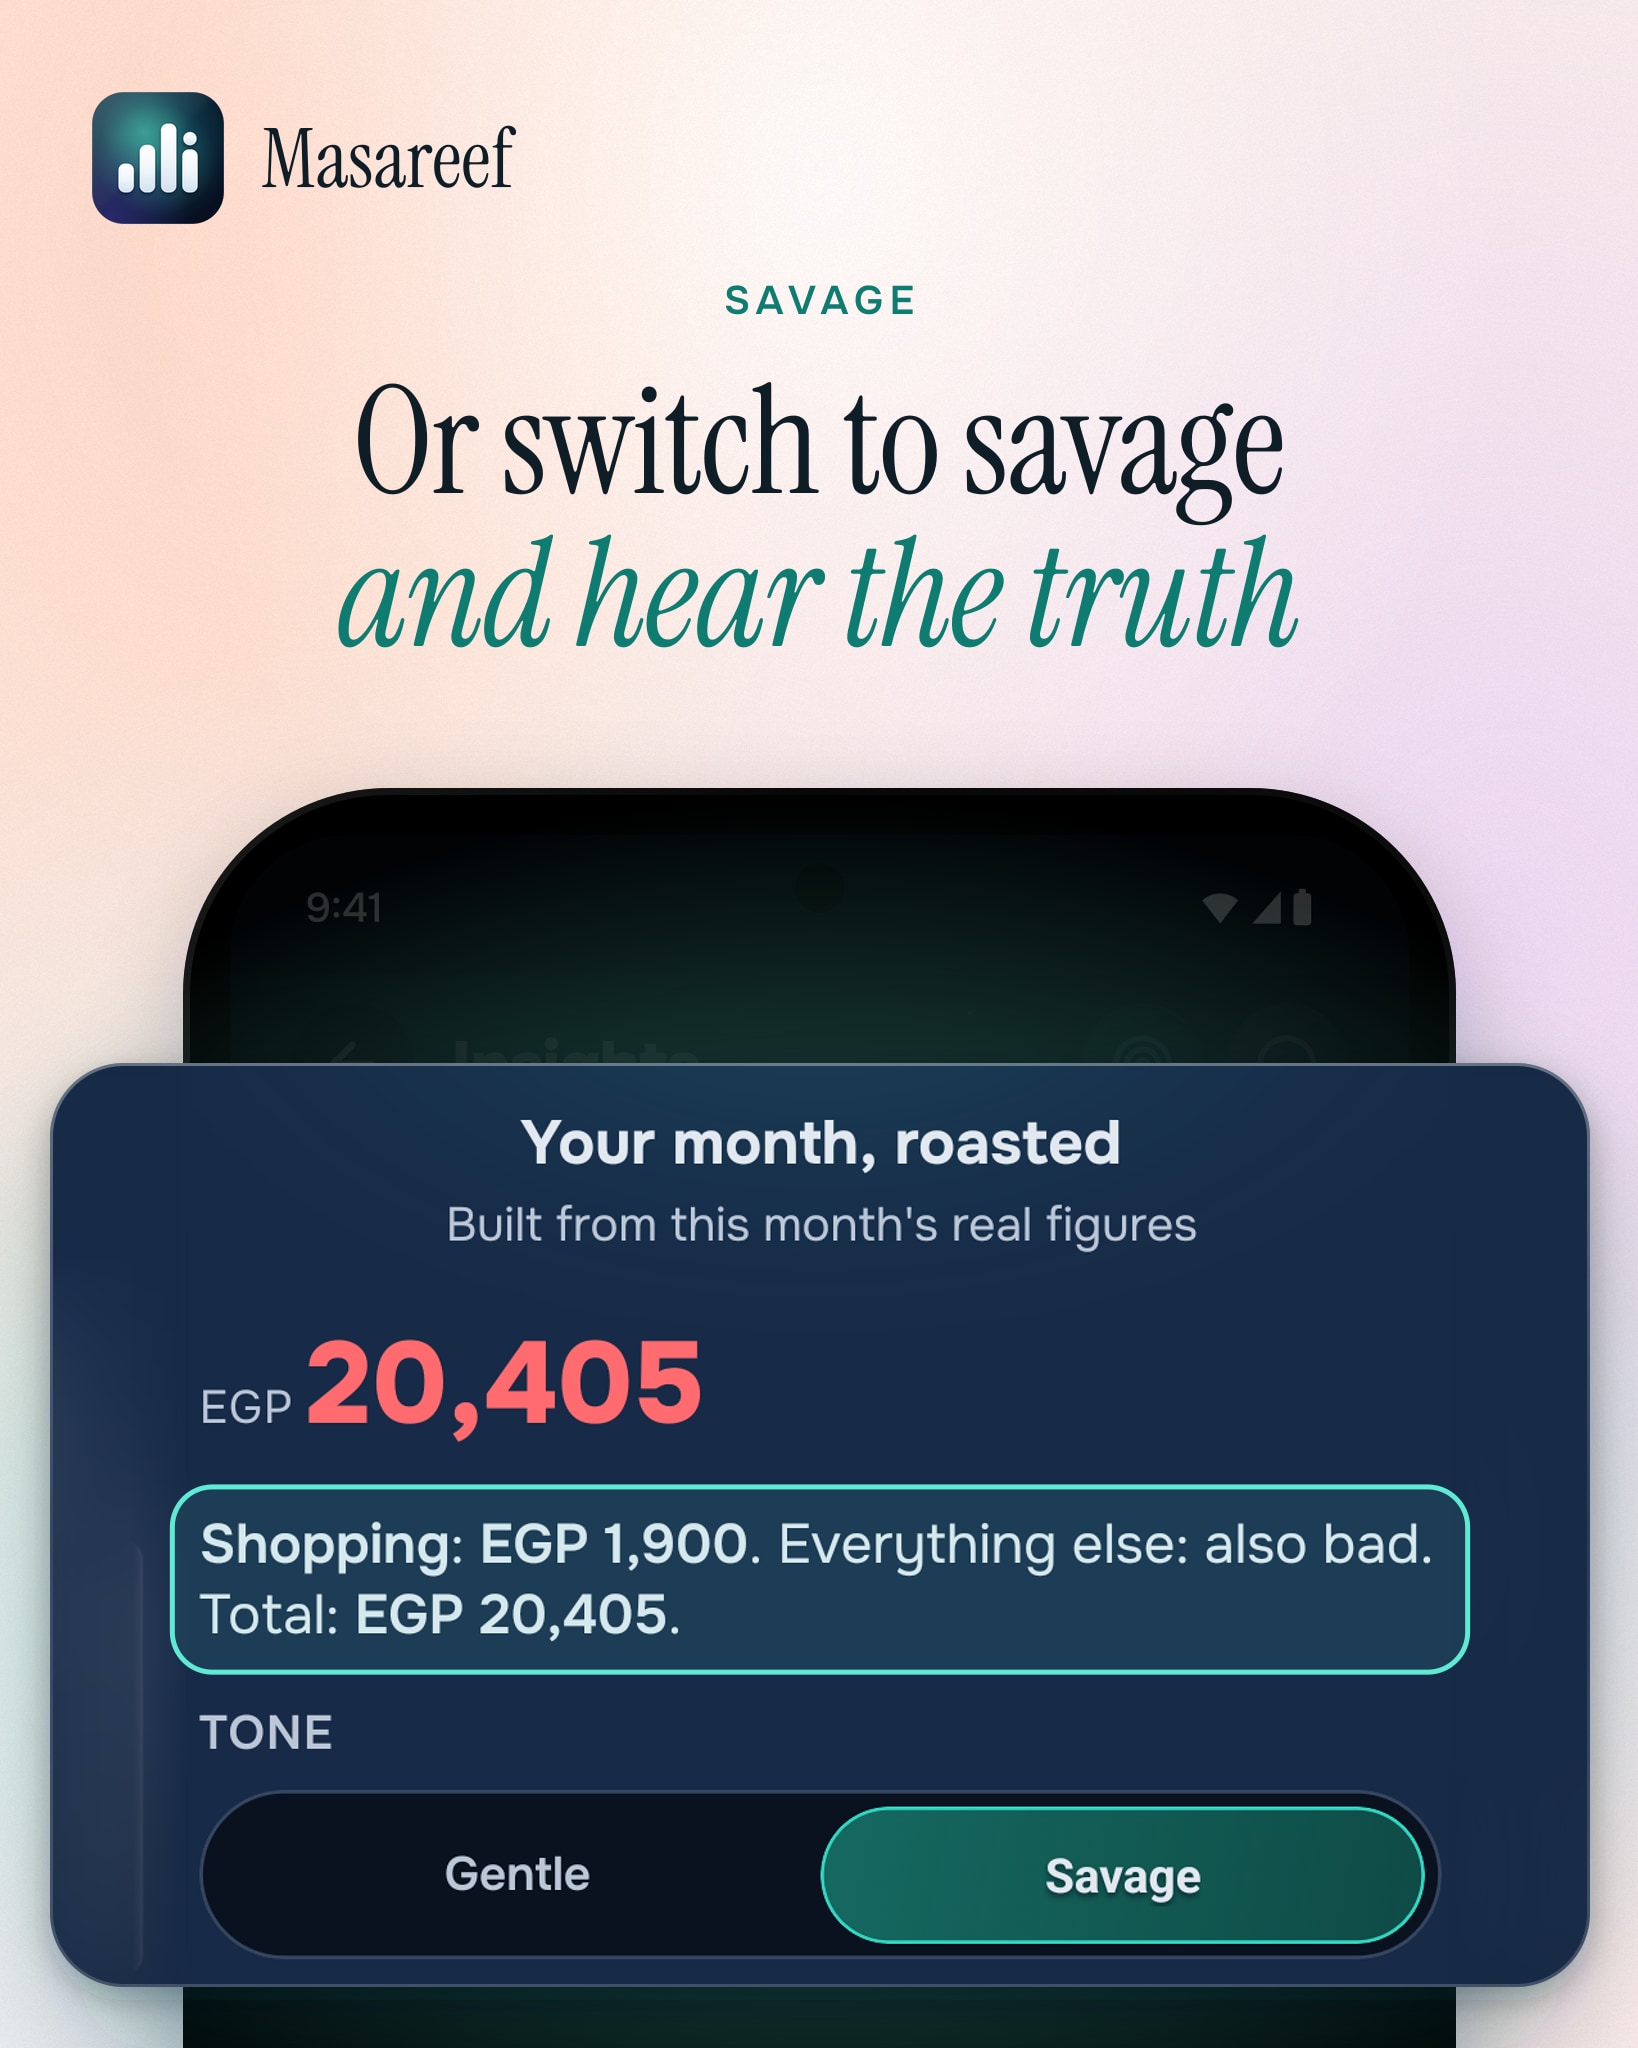 Masareef
SAVAGE
Or switch to savage
and hear the truth
9:41
Insights
Your month, roasted
Built from this month's real figures
EGP 20,405
Shopping: EGP 1,900. Everything else: also bad.
Total: EGP 20,405.
TONE
Gentle
Savage